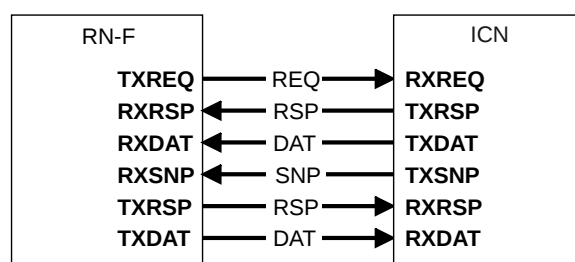 RN-F ICN
TXREQ REQ RXREQ
RXRSP RSP TXRSP
RXDAT DAT TXDAT
RXSNP SNP TXSNP
TXRSP RSP RXRSP
TXDAT DAT RXDAT